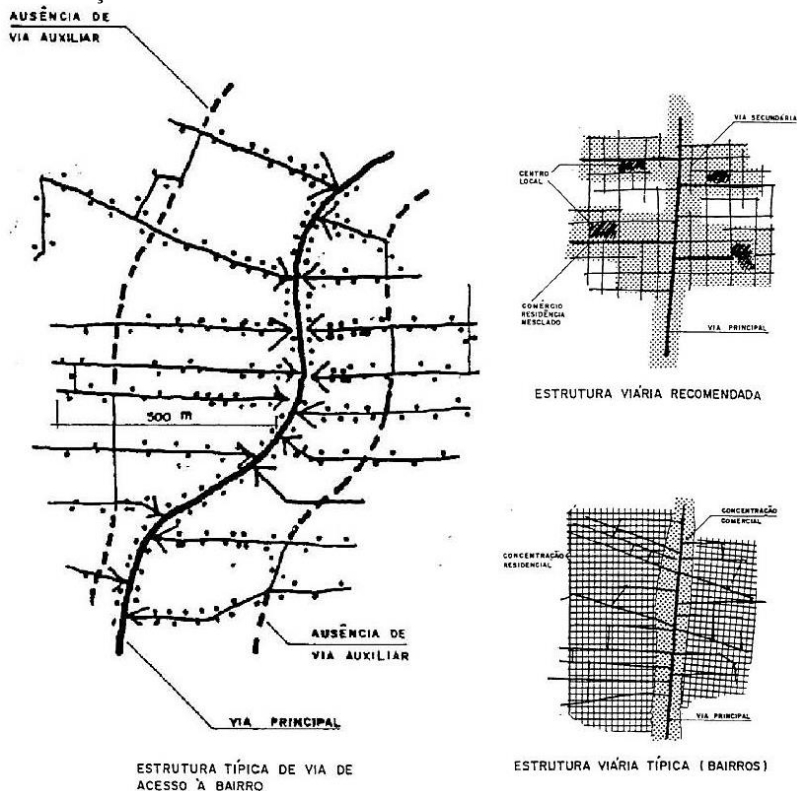 AUSÊNCIA DE
VIA AUXILIAR
500 m
AUSÊNCIA DE
VIA AUXILIAR
VIA PRINCIPAL
ESTRUTURA TÍPICA DE VIA DE
ACESSO À BAIRRO
VIA SECUNDÁRIA
CENTRO
LOCAL
COMÉRCIO
RESIDÊNCIA
MESCLADO
VIA PRINCIPAL
ESTRUTURA VIÁRIA RECOMENDADA
CONCENTRAÇÃO
COMERCIAL
CONCENTRAÇÃO
RESIDENCIAL
VIA PRINCIPAL
ESTRUTURA VIÁRIA TÍPICA (BAIRROS)